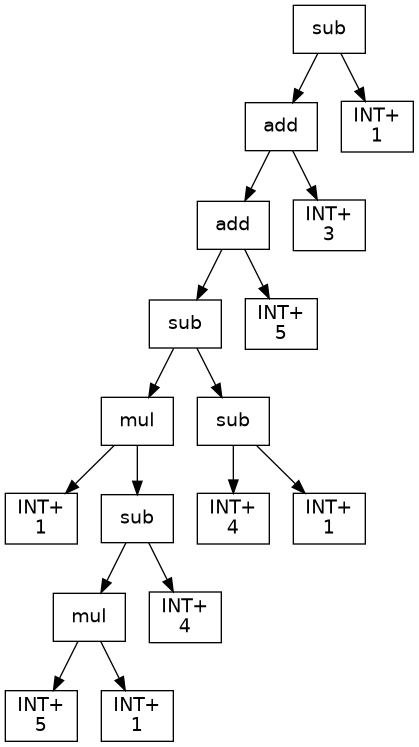 sub
add
INT+
1
add
INT+
3
sub
INT+
5
mul
sub
INT+
1
sub
INT+
4
INT+
1
mul
INT+
4
INT+
5
INT+
1